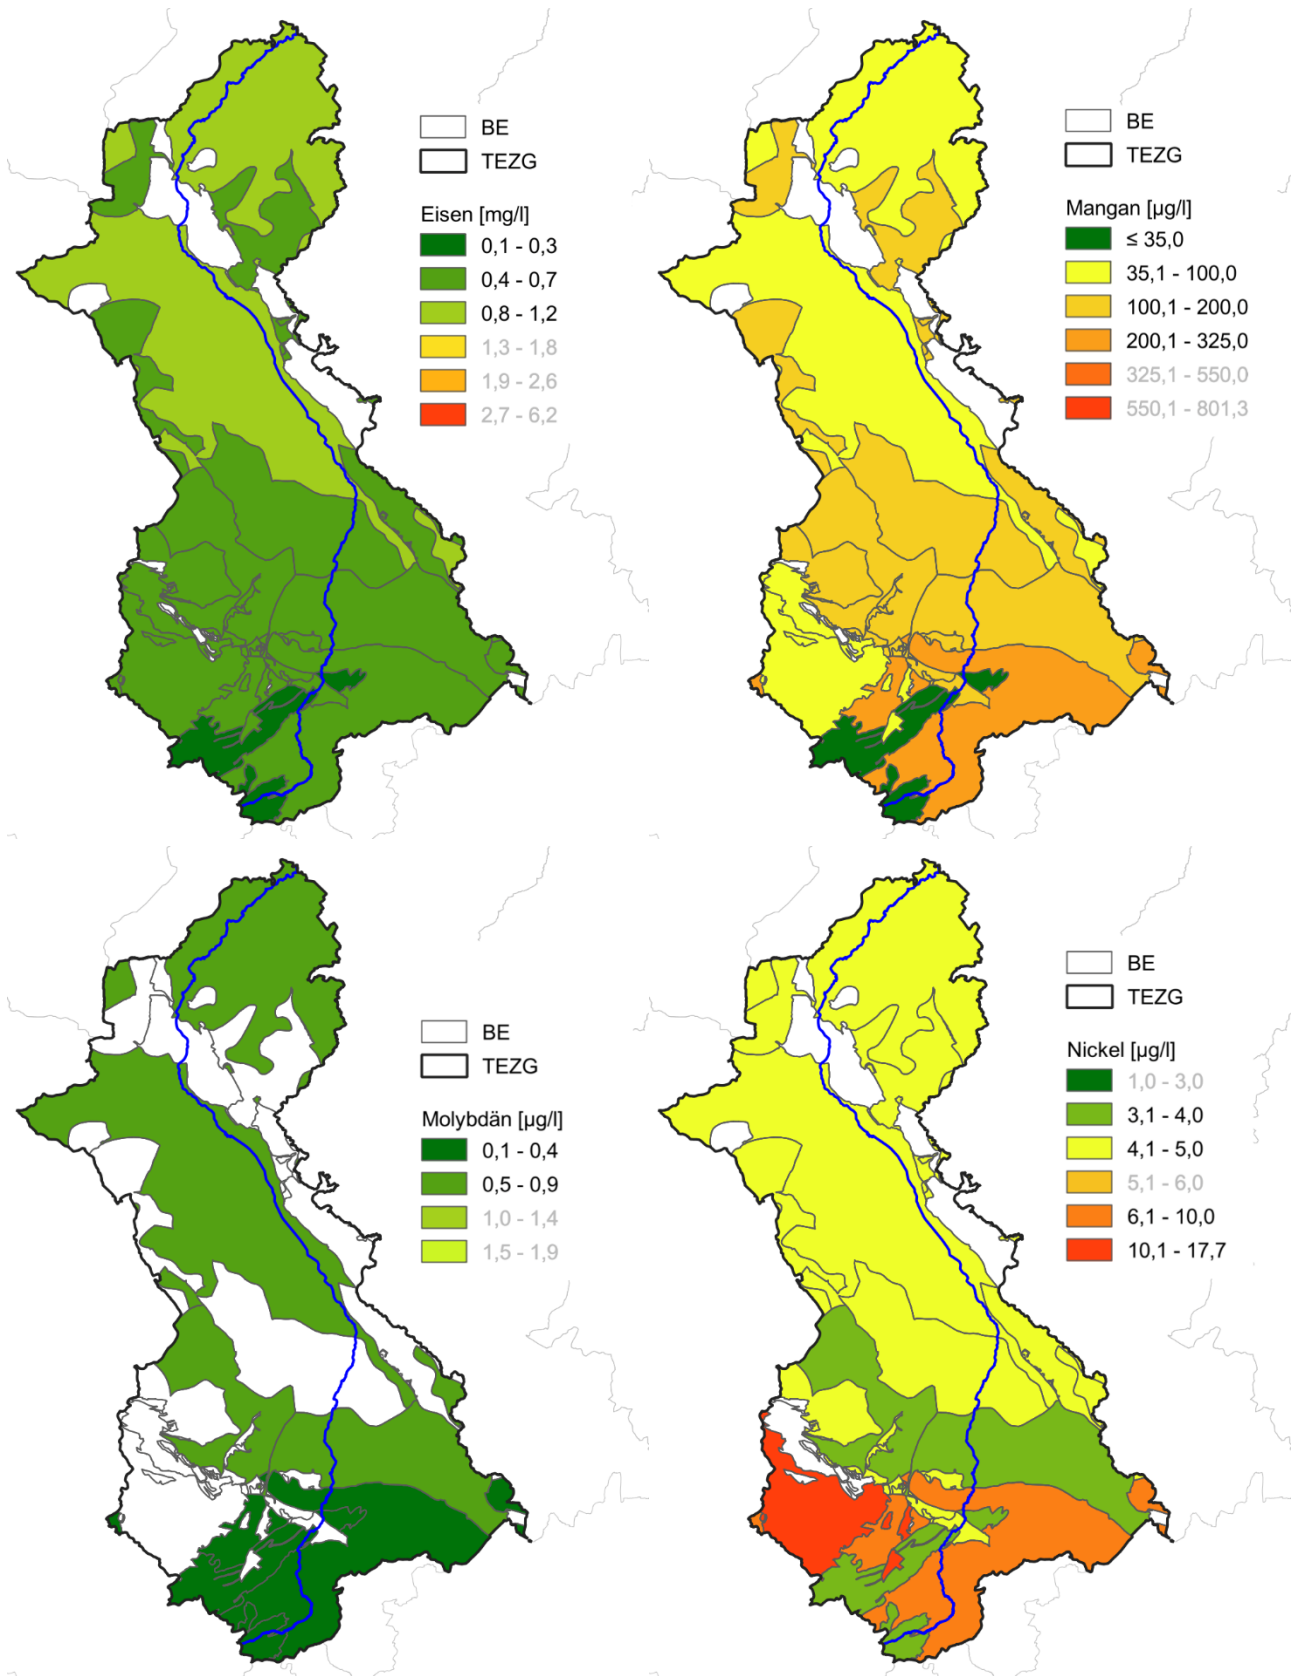 BE
TEZG
Eisen [mg/l]
0,1 - 0,3
0,4 - 0,7
0,8 - 1,2
1,3 - 1,8
1,9 - 2,6
2,7 - 6,2
BE
TEZG
Mangan [µg/l]
≤ 35,0
35,1 - 100,0
100,1 - 200,0
200,1 - 325,0
325,1 - 550,0
550,1 - 801,3
BE
TEZG
Molybdän [µg/l]
0,1 - 0,4
0,5 - 0,9
1,0 - 1,4
1,5 - 1,9
BE
TEZG
Nickel [µg/l]
1,0 - 3,0
3,1 - 4,0
4,1 - 5,0
5,1 - 6,0
6,1 - 10,0
10,1 - 17,7